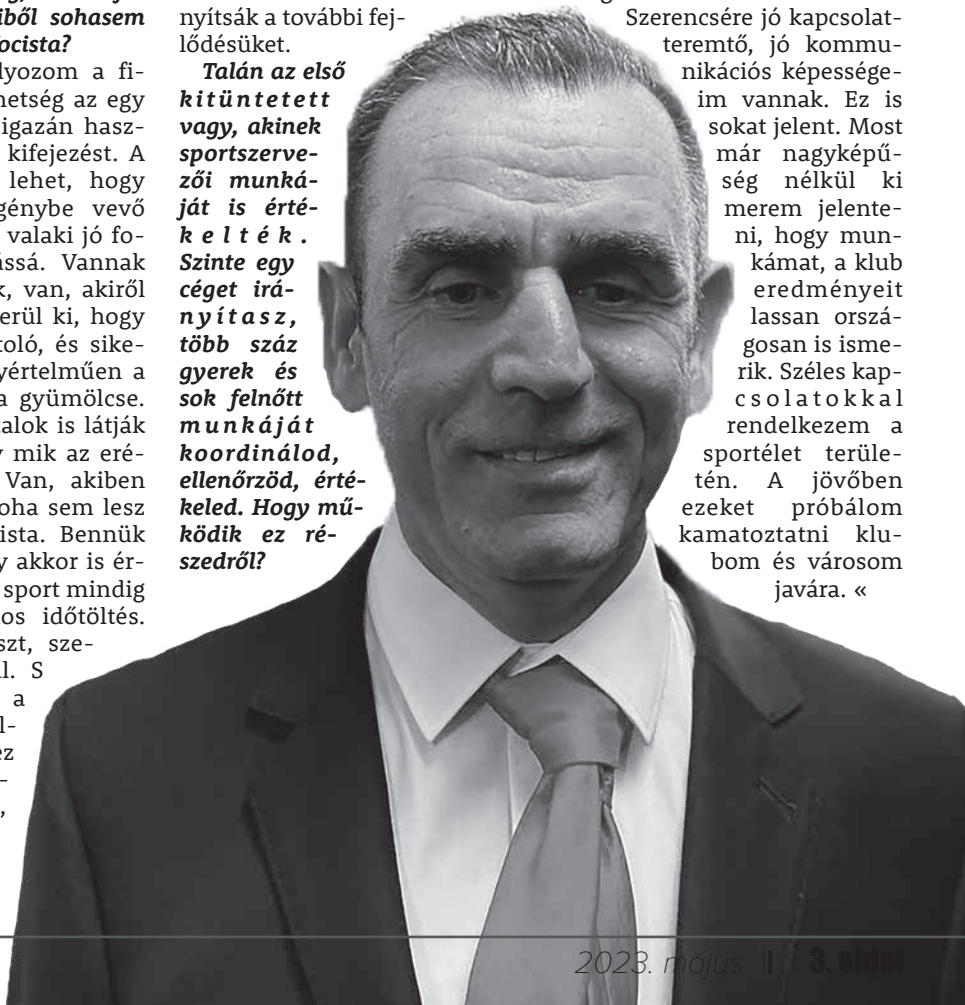 iből sohasem
ocista?
lyozom a fi-
hetség az egy
igazán hasz-
kifejezést. A
lehet, hogy
génybe vevő
valaki jó fo-
ássá. Vannak
k, van, akiről
erül ki, hogy
toló, és sike-
yértelműen a
a gyümölcse.
talok is látják
y mik az eré-
Van, akiben
oha sem lesz
ista. Bennük
y akkor is ér-
sport mindig
os időtöltés.
szt, sze-
l. S
a
l-
ez
-
,
nyítsák a további fej-
lődésüket.
Talán az első
kitüntetett
vagy, akinek
sportszerve-
zői munká-
ját is érté-
kelték.
Szinte egy
céget irá-
nyítasz,
több száz
gyerek és
sok felnőtt
munkáját
koordinálod,
ellenőrzöd, érté-
keled. Hogy mű-
ködik ez ré-
szedről?
Szerencsére jó kapcsolat-
teremtő, jó kommu-
nikációs képessége-
im vannak. Ez is
sokat jelent. Most
már nagyképű-
ség nélkül ki
merem jelente-
ni, hogy mun-
kámat, a klub
eredményeit
lassan orszá-
gosan is isme-
rik. Széles kap-
csolatokkal
rendelkezem a
sportélet terüle-
tén. A jövőben
ezeket próbálom
kamatoztatni klu-
bom és városom
javára. «
2023. május || 3. oldal